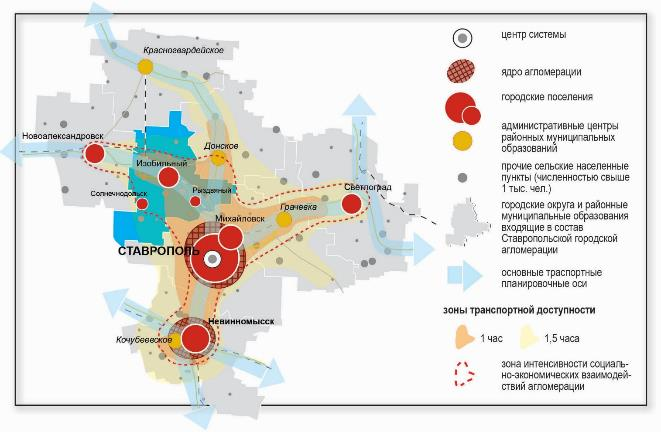 Красногвардейское
Новоалександровск
Донское
Изобильный
Солнечнодольск
Рыздвяный
Светлоград
Грачевка
Михайловск
СТАВРОПОЛЬ
Невинномысск
Кочубеевское
центр системы
ядро агломерации
городские поселения
административные центры
районных муниципальных
образований
прочие сельские населенные
пункты (численностью свыше
1 тыс. чел.)
городские округа и районные
муниципальные образования
входящие в состав
Ставропольской городской
агломерации
основные траспортные
планировочные оси
зоны транспортной доступности
1 час
1,5 часа
зона интенсивности социаль-
но-экономических взаимодей-
ствий агломерации